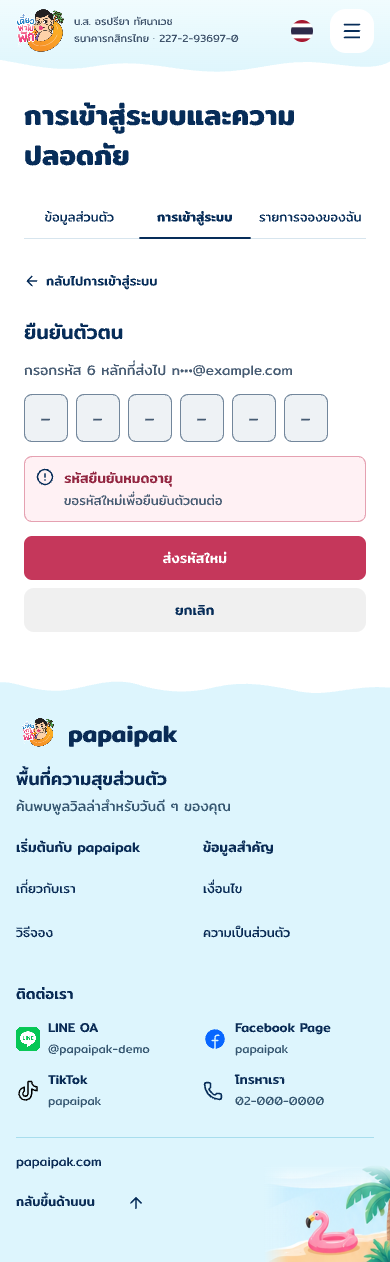 เที่ยว
พาพัก
น.ส. อรปรียา ทัศนาเวช
ธนาคารกสิกรไทย · 227-2-93697-0
การเข้าสู่ระบบและความ
ปลอดภัย
ข้อมูลส่วนตัว การเข้าสู่ระบบ รายการจองของฉัน
กลับไปการเข้าสู่ระบบ
ยืนยันตัวตน
กรอกรหัส 6 หลักที่ส่งไป n•••@example.com
– – – – – –
รหัสยืนยันหมดอายุ
ขอรหัสใหม่เพื่อยืนยันตัวตนต่อ
ส่งรหัสใหม่
ยกเลิก
papaipak
พื้นที่ความสุขส่วนตัว
ค้นพบพูลวิลล่าสำหรับวันดี ๆ ของคุณ
เริ่มต้นกับ papaipak ข้อมูลสำคัญ
เกี่ยวกับเรา เงื่อนไข
วิธีจอง ความเป็นส่วนตัว
ติดต่อเรา
LINE OA Facebook Page
@papaipak-demo papaipak
TikTok โทรหาเรา
papaipak 02-000-0000
papaipak.com
กลับขึ้นด้านบน